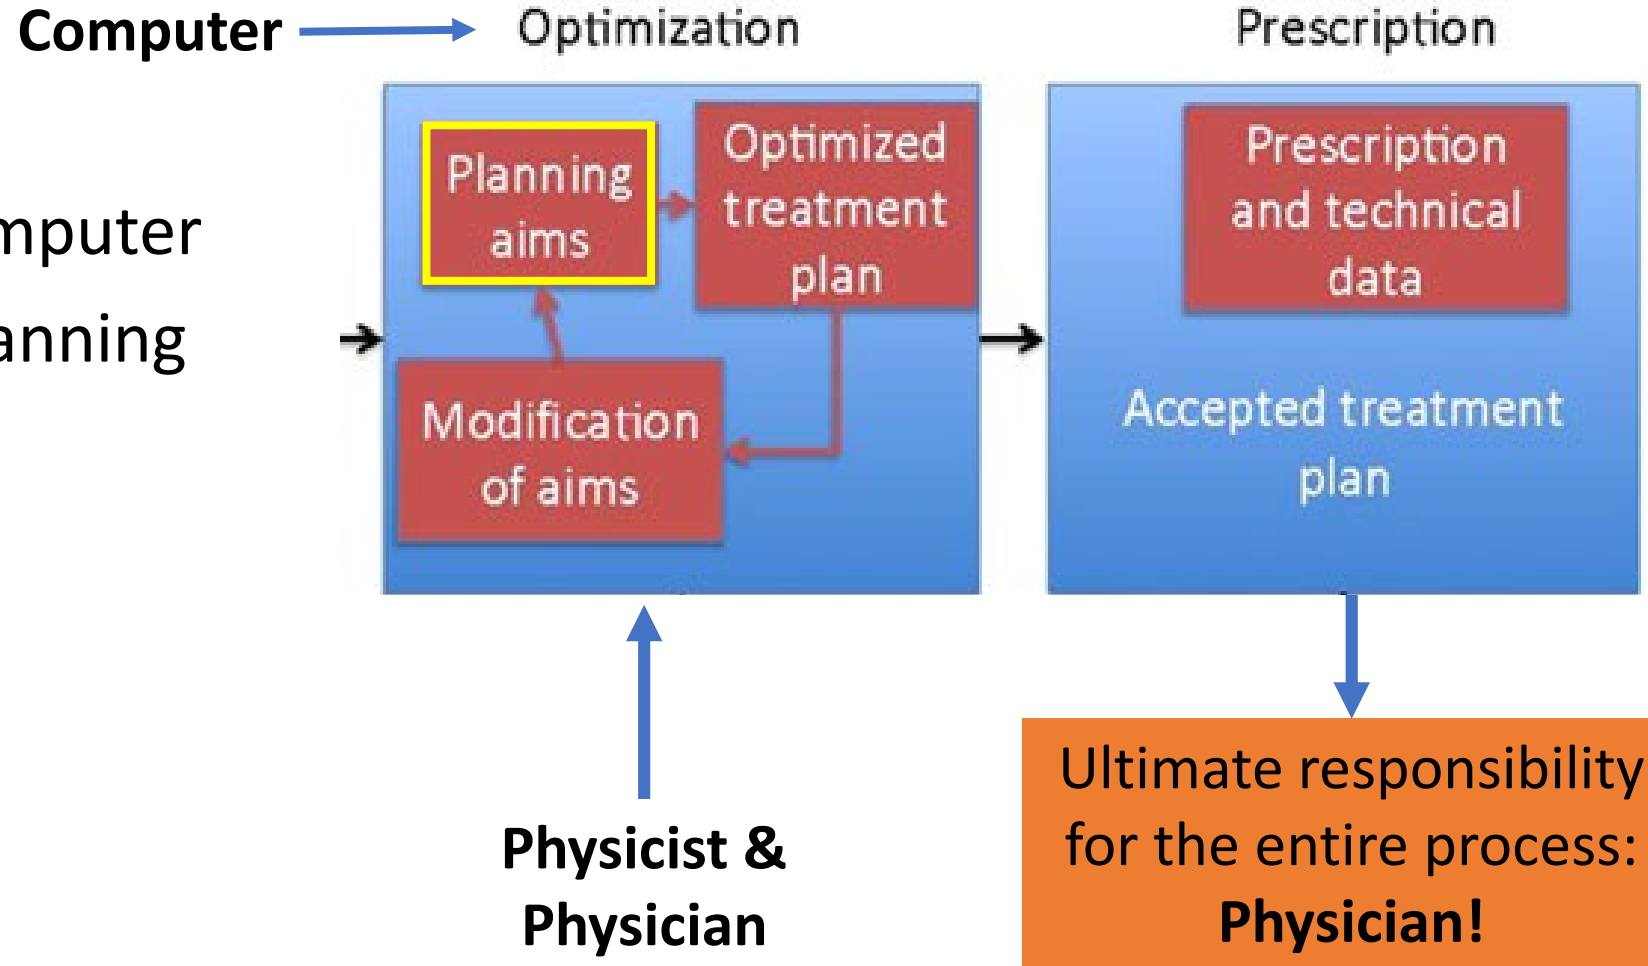 Computer
Optimization
Prescription
mputer
anning
Planning
aims
Optimized
treatment
plan
Modification
of aims
Prescription
and technical
data
Accepted treatment
plan
Physicist &
Physician
Ultimate responsibility
for the entire process:
Physician!